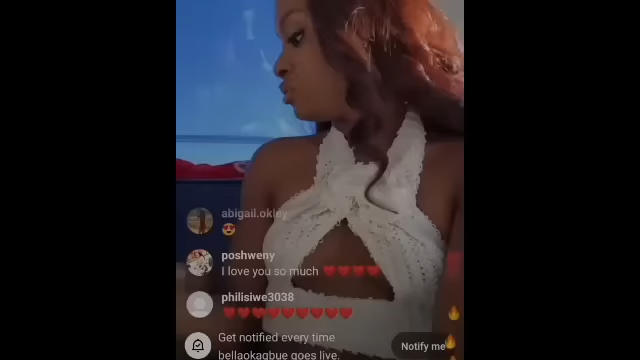 abigail.okley
😍
poshweny
I love you so much ❤️❤️❤️❤️
philisiwe3038
❤️❤️❤️❤️❤️❤️❤️❤️❤️
Get notified every time
bellaokagbue goes live.
Notify me